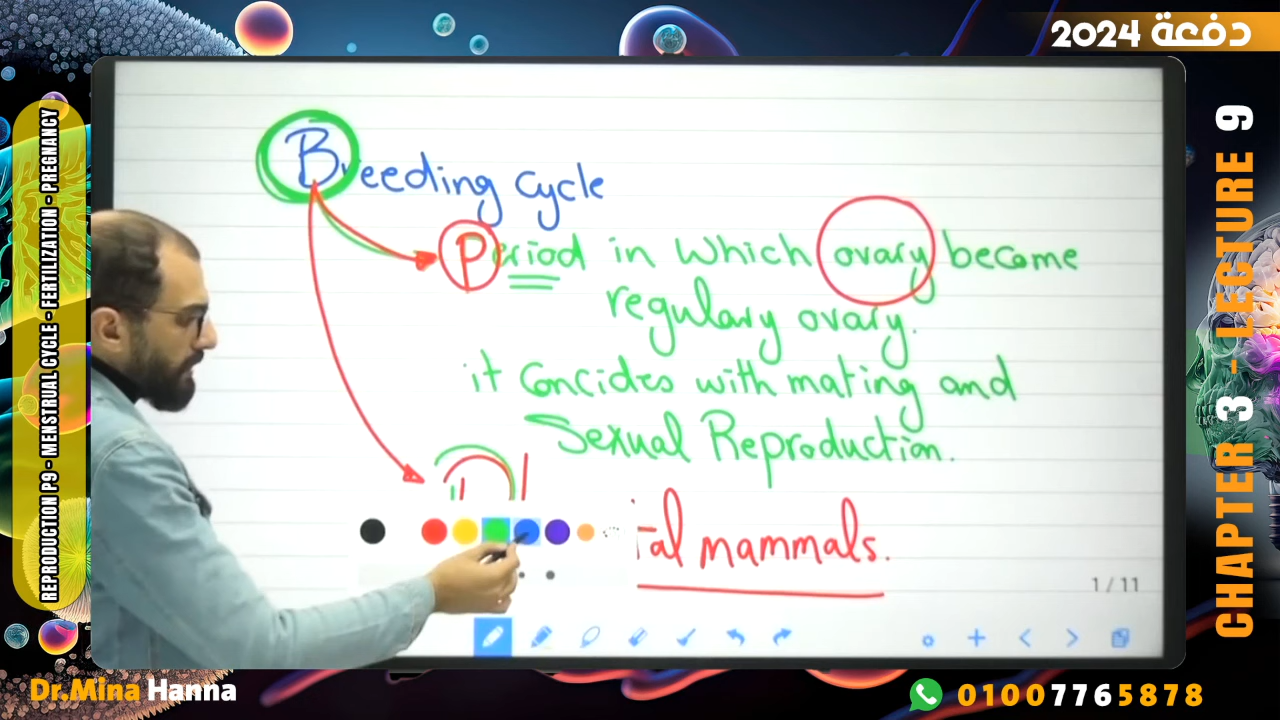 دفعة 2024
REPRODUCTION P9 - MENSTRUAL CYCLE - FERTILIZATION - PREGNANCY
Breeding Cycle
Period in which ovary become
regulary ovary.
it concides with mating and
Sexual Reproduction.
tal mammals.
1 / 11
CHAPTER 3 - LECTURE 9
Dr.Mina Hanna
01007765878